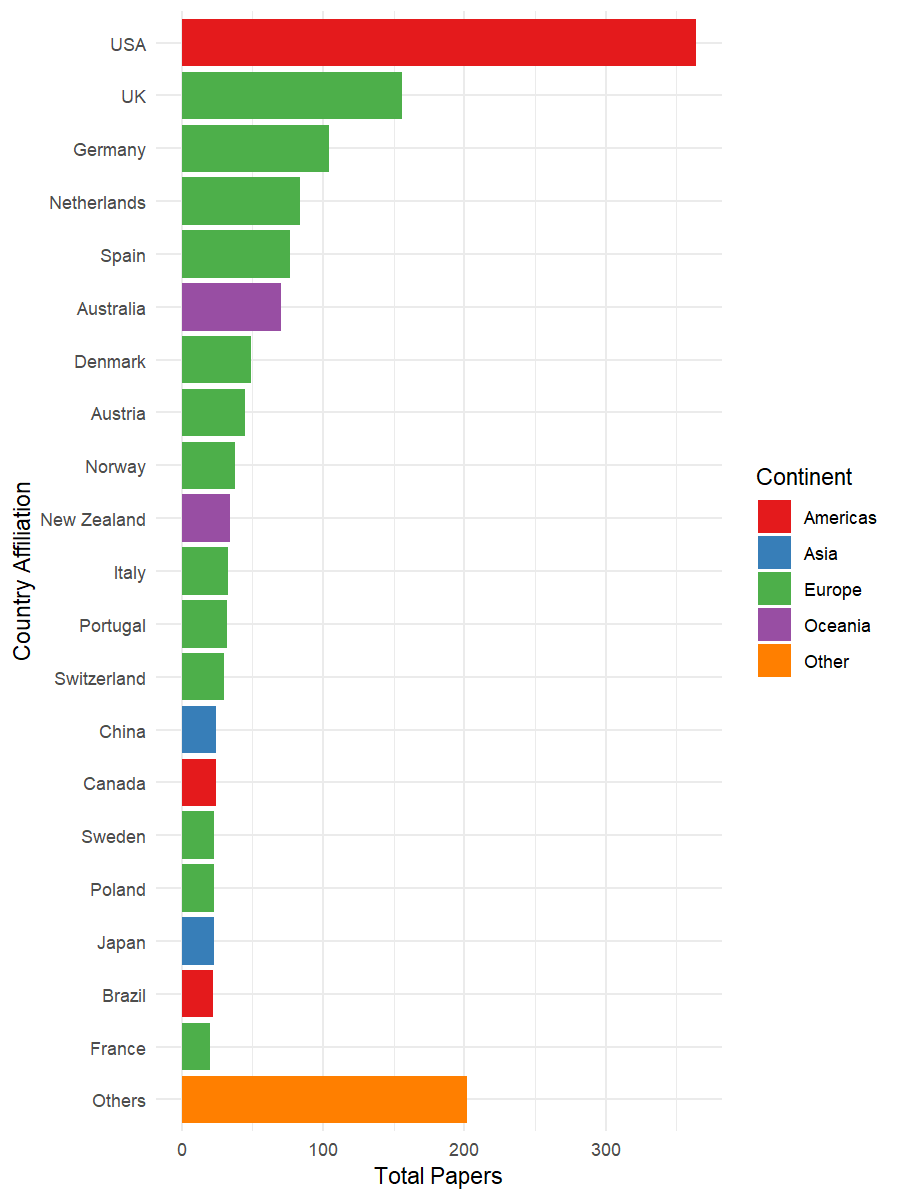 USA
UK
Germany
Netherlands
Spain
Australia
Denmark
Austria
Norway
New Zealand
Italy
Portugal
Switzerland
China
Canada
Sweden
Poland
Japan
Brazil
France
Others
Country Affiliation
0 100 200 300
Total Papers
Continent
Americas
Asia
Europe
Oceania
Other